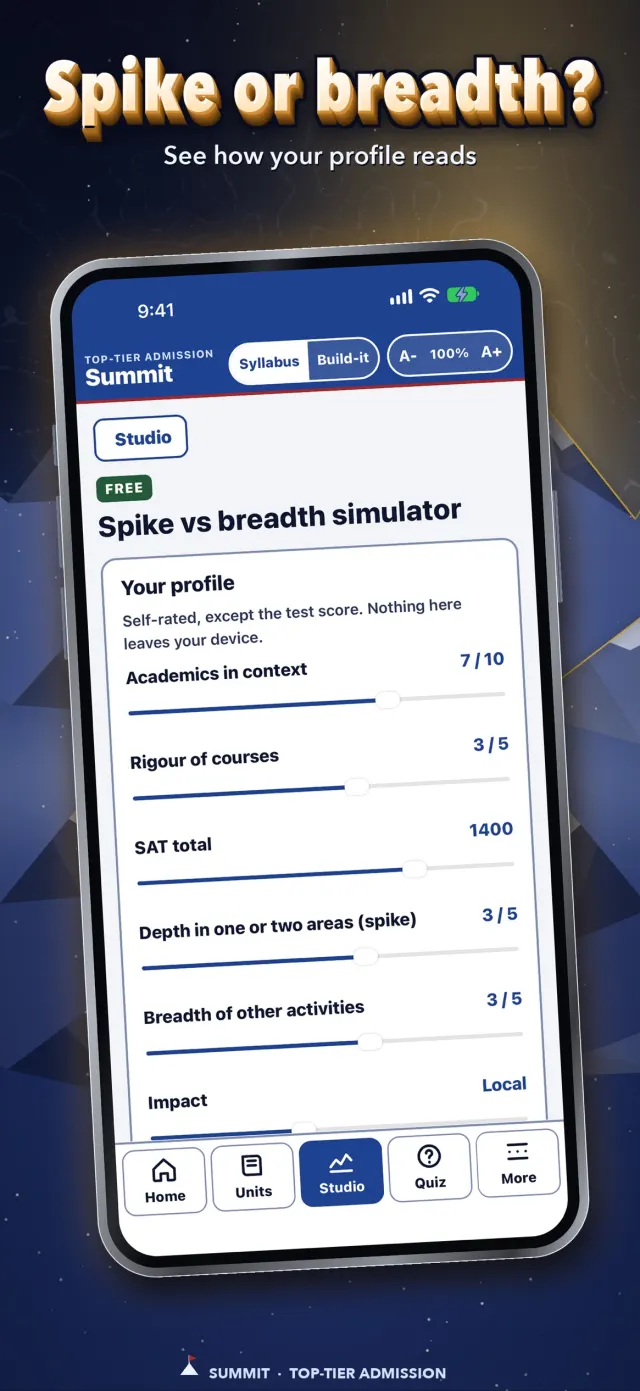 Spike or breadth?
See how your profile reads
9:41
TOP-TIER ADMISSION
Summit
Syllabus
Build-it
A-
100%
A+
Studio
FREE
Spike vs breadth simulator
Your profile
Self-rated, except the test score. Nothing here
leaves your device.
Academics in context
7 / 10
Rigour of courses
3 / 5
SAT total
1400
Depth in one or two areas (spike)
3 / 5
Breadth of other activities
3 / 5
Impact
Local
Home
Units
Studio
Quiz
More
SUMMIT · TOP-TIER ADMISSION